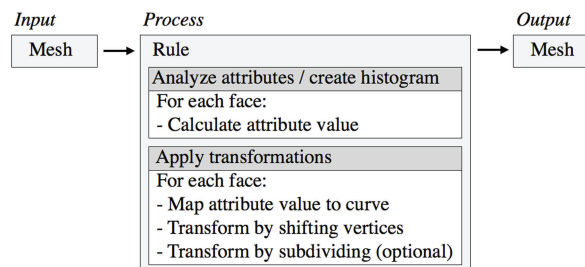 Input
Process
Output
Mesh
Rule
Mesh
Analyze attributes / create histogram
For each face:
- Calculate attribute value
Apply transformations
For each face:
- Map attribute value to curve
- Transform by shifting vertices
- Transform by subdividing (optional)